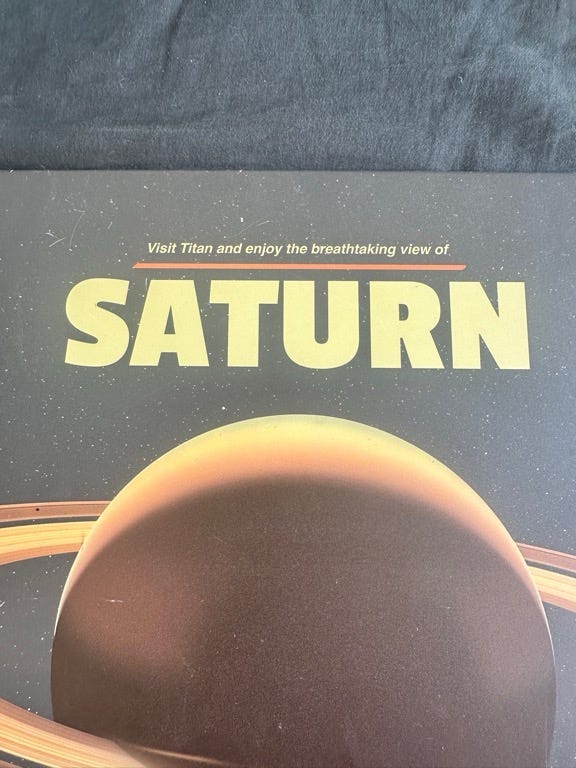 Visit Titan and enjoy the breathtaking view of
SATURN